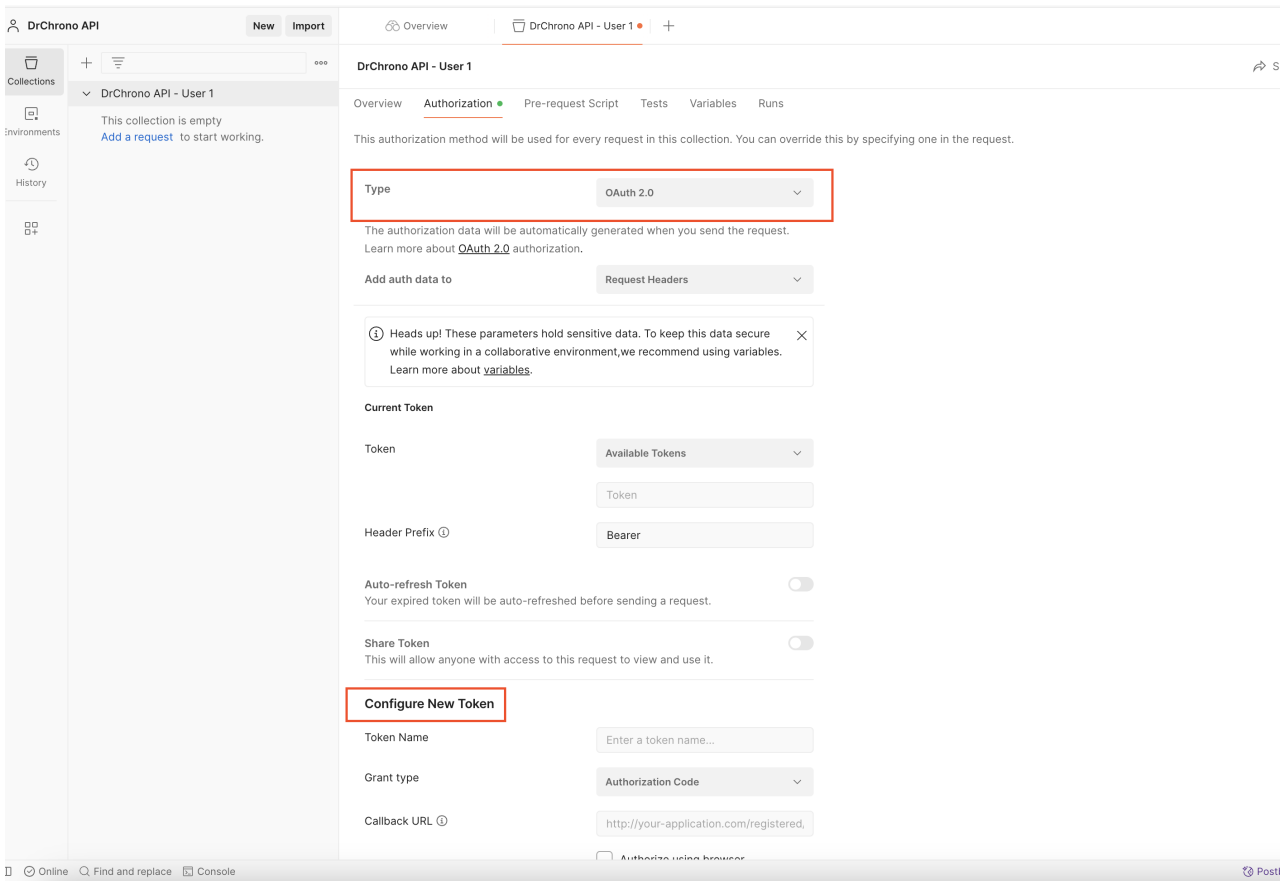 DrChrono API
New
Import
Overview
DrChrono API - User 1
Collections
DrChrono API - User 1
DrChrono API - User 1
S
Overview
Authorization
Pre-request Script
Tests
Variables
Runs
This collection is empty
Add a request to start working.
Environments
History
This authorization method will be used for every request in this collection. You can override this by specifying one in the request.
Type
OAuth 2.0
The authorization data will be automatically generated when you send the request.
Learn more about OAuth 2.0 authorization.
Add auth data to
Request Headers
Heads up! These parameters hold sensitive data. To keep this data secure
while working in a collaborative environment,we recommend using variables.
Learn more about variables.
Current Token
Token
Available Tokens
Token
Header Prefix
Bearer
Auto-refresh Token
Your expired token will be auto-refreshed before sending a request.
Share Token
This will allow anyone with access to this request to view and use it.
Configure New Token
Token Name
Enter a token name...
Grant type
Authorization Code
Callback URL
http://your-application.com/registered,
Authorize using browser
Online
Find and replace
Console
Post